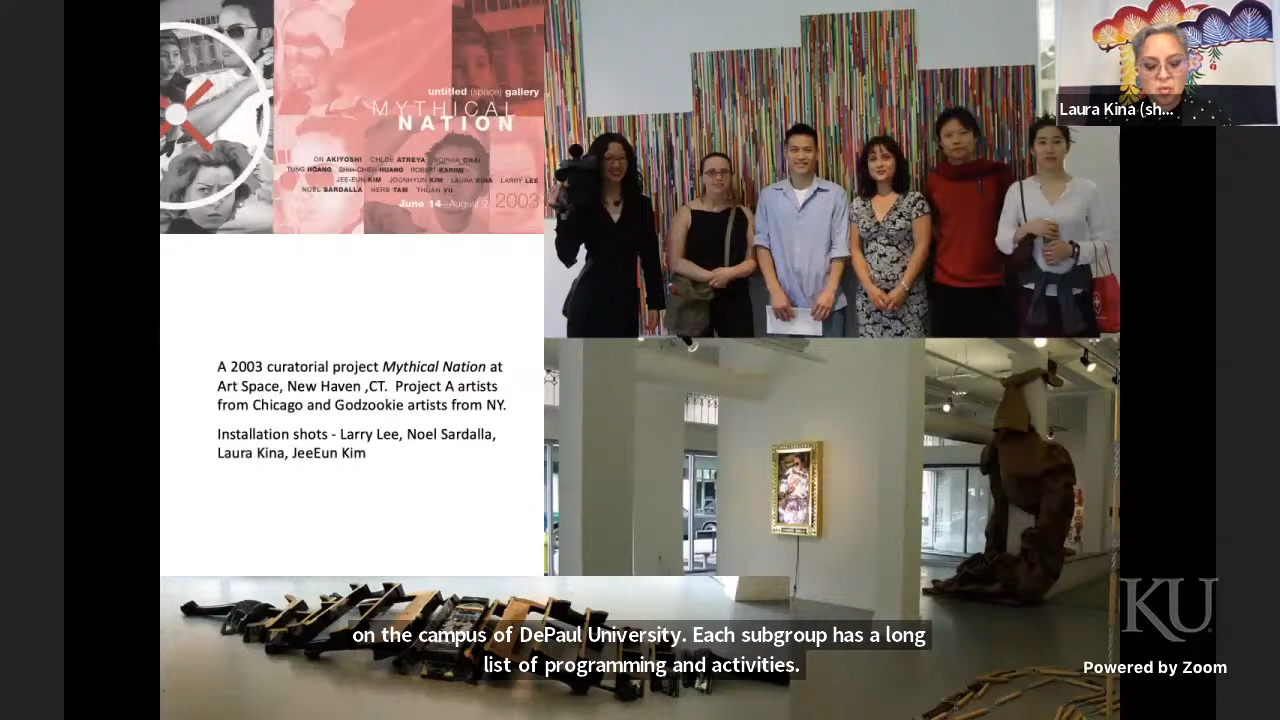 untitled (space) gallery
MYTHICAL
NATION
ON AKIYOSHI CHLOE ATREYA SOPHIA CHAI
TUNG HOANG SHIH-CHIEH HUANG ROBERT KARIMI
JEE-EUN KIM JOONHYUN KIM LAURA KINA LARRY LEE
NOEL SARDALLA HERB TAM THUAN VU
June 14–August 2, 2003
Laura Kina (sh...
A 2003 curatorial project Mythical Nation at
Art Space, New Haven ,CT. Project A artists
from Chicago and Godzookie artists from NY.
Installation shots - Larry Lee, Noel Sardalla,
Laura Kina, JeeEun Kim
on the campus of DePaul University. Each subgroup has a long
list of programming and activities.
KU
Powered by Zoom